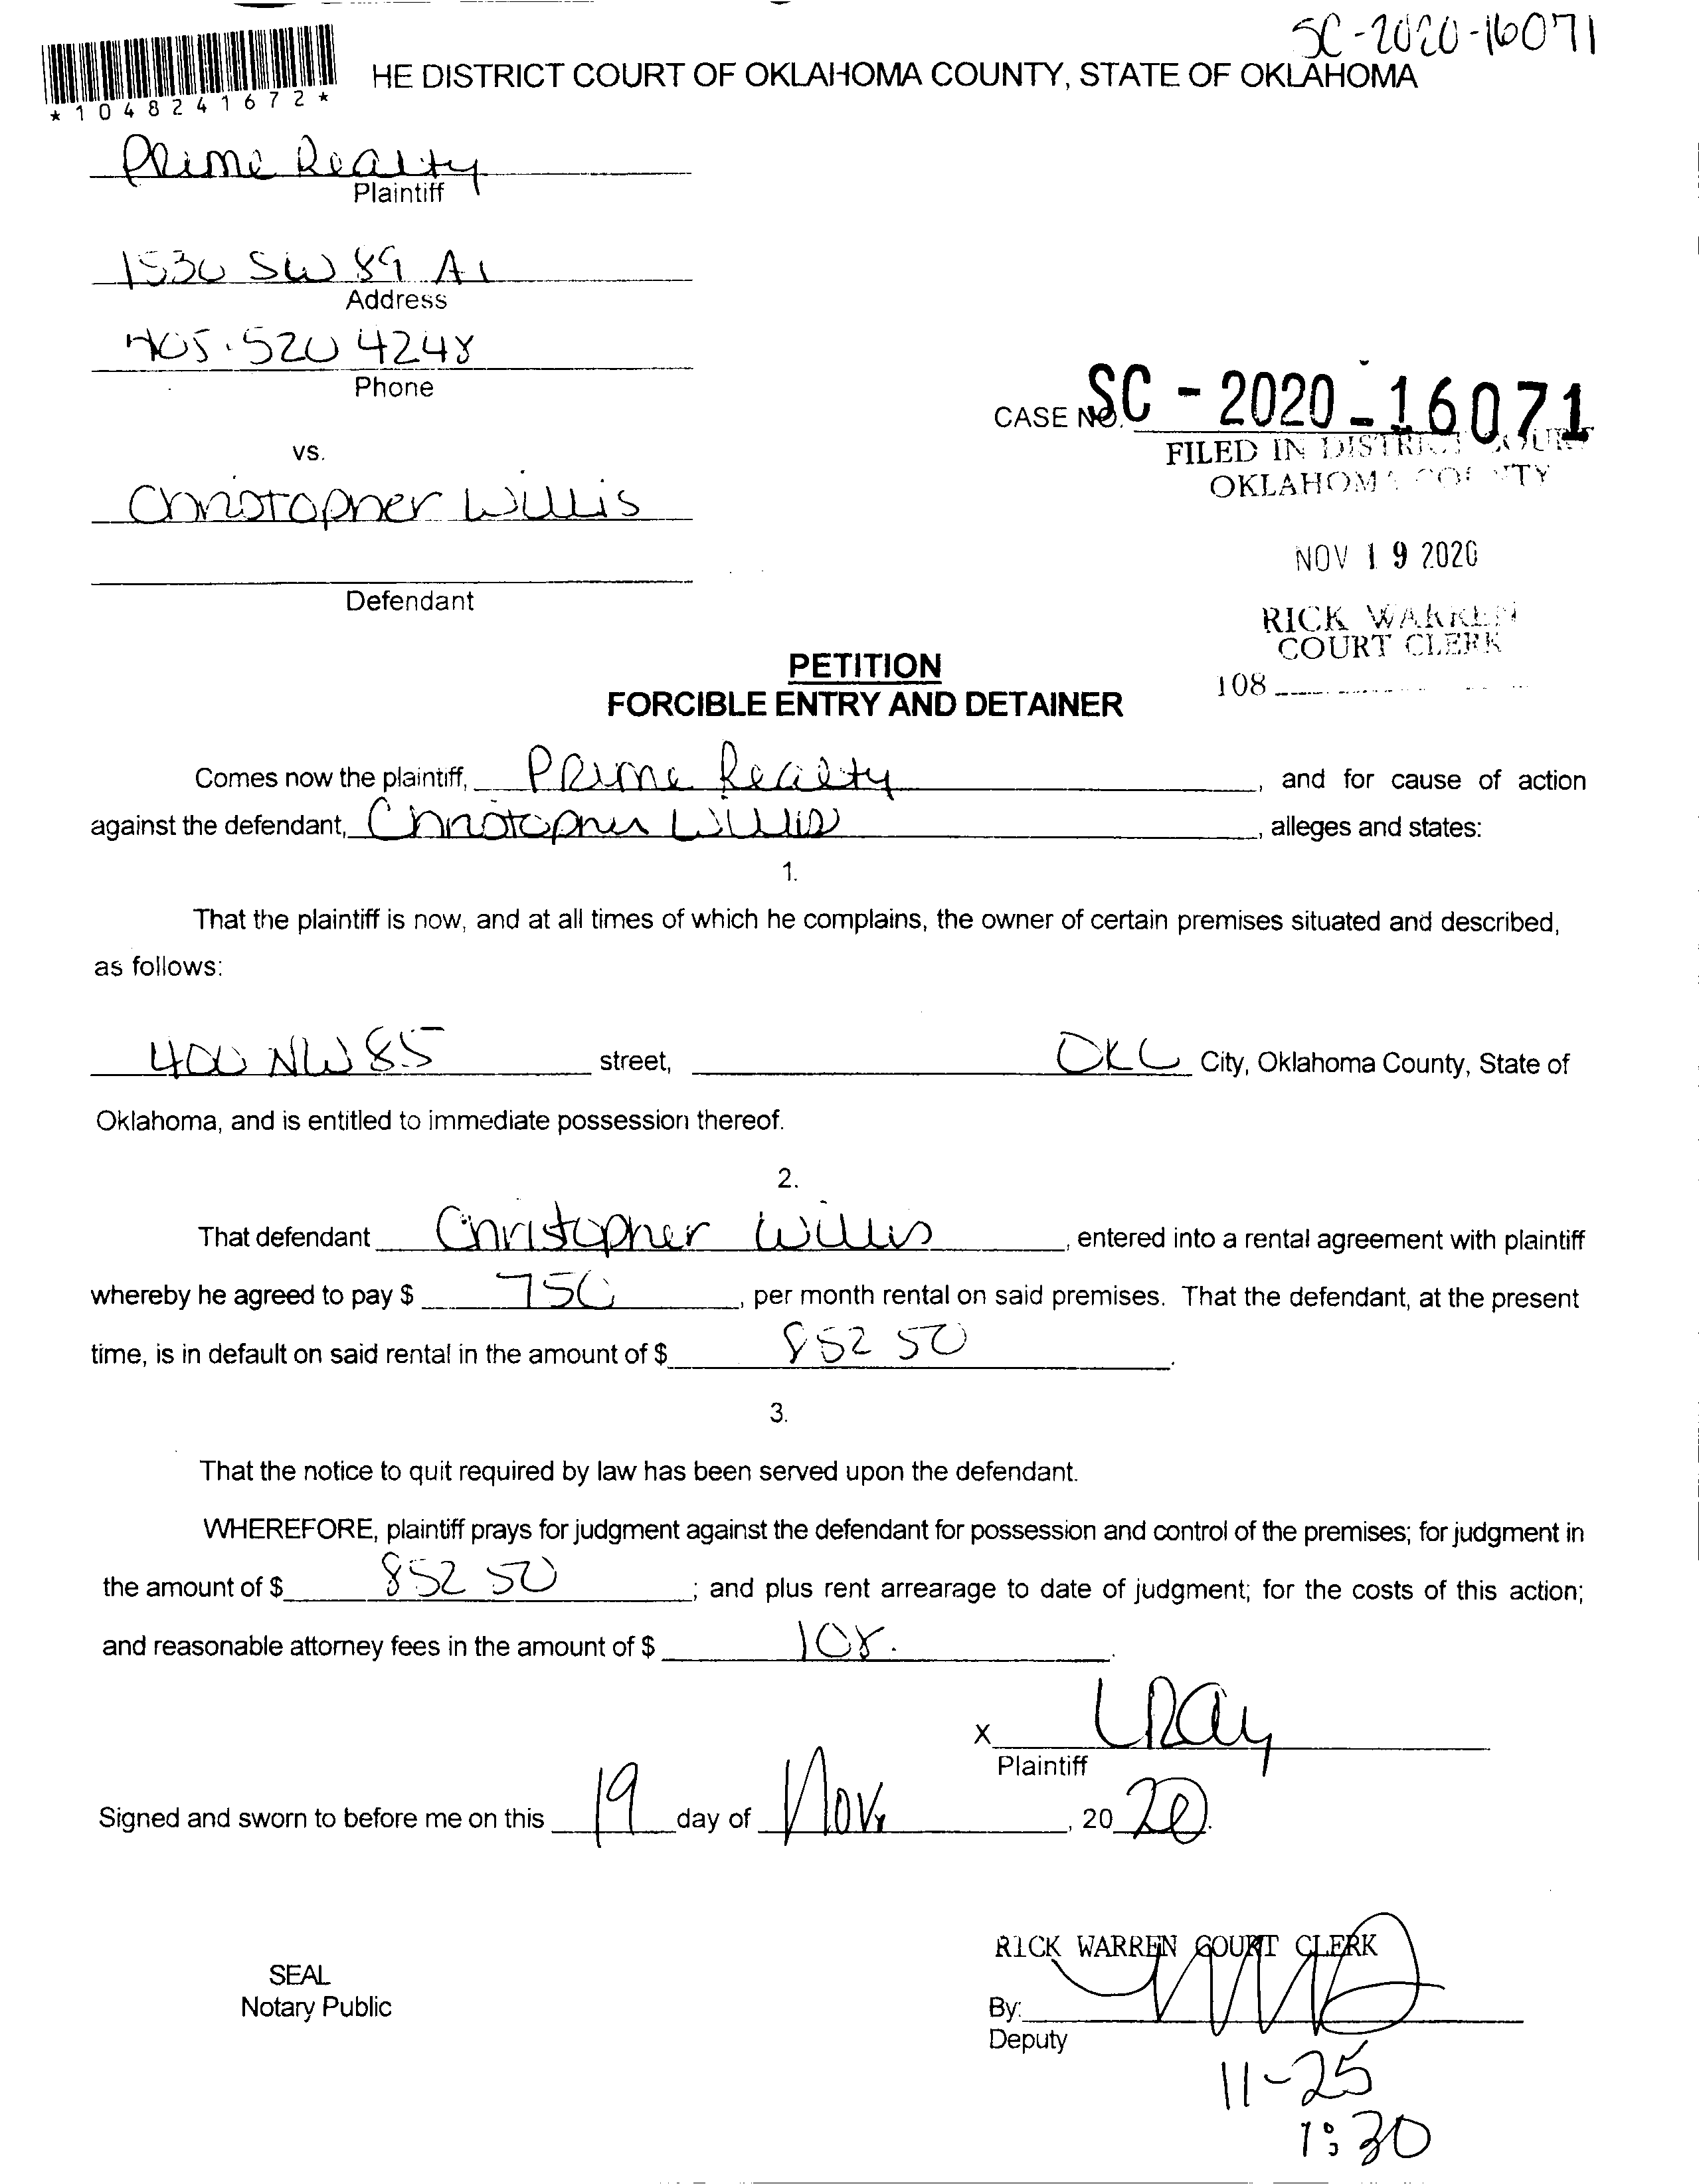 SC-2020-16071
*1048241672*
HE DISTRICT COURT OF OKLAHOMA COUNTY, STATE OF OKLAHOMA
Prime Realty
Plaintiff
1530 SW 89 A1
Address
405.520 4248
Phone
CASE NO. SC - 2020 - 16071
FILED IN DISTRICT COURT
OKLAHOMA COUNTY
vs.
Christopher Willis
NOV 19 2020
Defendant
RICK WARREN
COURT CLERK
108
PETITION
FORCIBLE ENTRY AND DETAINER
Comes now the plaintiff, Prime Realty, and for cause of action
against the defendant, Christopher Willis, alleges and states:
1.
That the plaintiff is now, and at all times of which he complains, the owner of certain premises situated and described,
as follows:
400 NW 85 street, OKC City, Oklahoma County, State of
Oklahoma, and is entitled to immediate possession thereof.
2.
That defendant Christopher Willis, entered into a rental agreement with plaintiff
whereby he agreed to pay $ 750, per month rental on said premises. That the defendant, at the present
time, is in default on said rental in the amount of $ 852 50.
3.
That the notice to quit required by law has been served upon the defendant.
WHEREFORE, plaintiff prays for judgment against the defendant for possession and control of the premises; for judgment in
the amount of $ 852 50; and plus rent arrearage to date of judgment; for the costs of this action;
and reasonable attorney fees in the amount of $ 108.
X LRay
Plaintiff
Signed and sworn to before me on this 19 day of Nov, 2020.
RICK WARREN COURT CLERK
SEAL
Notary Public
By:
Deputy
11-25
1:30